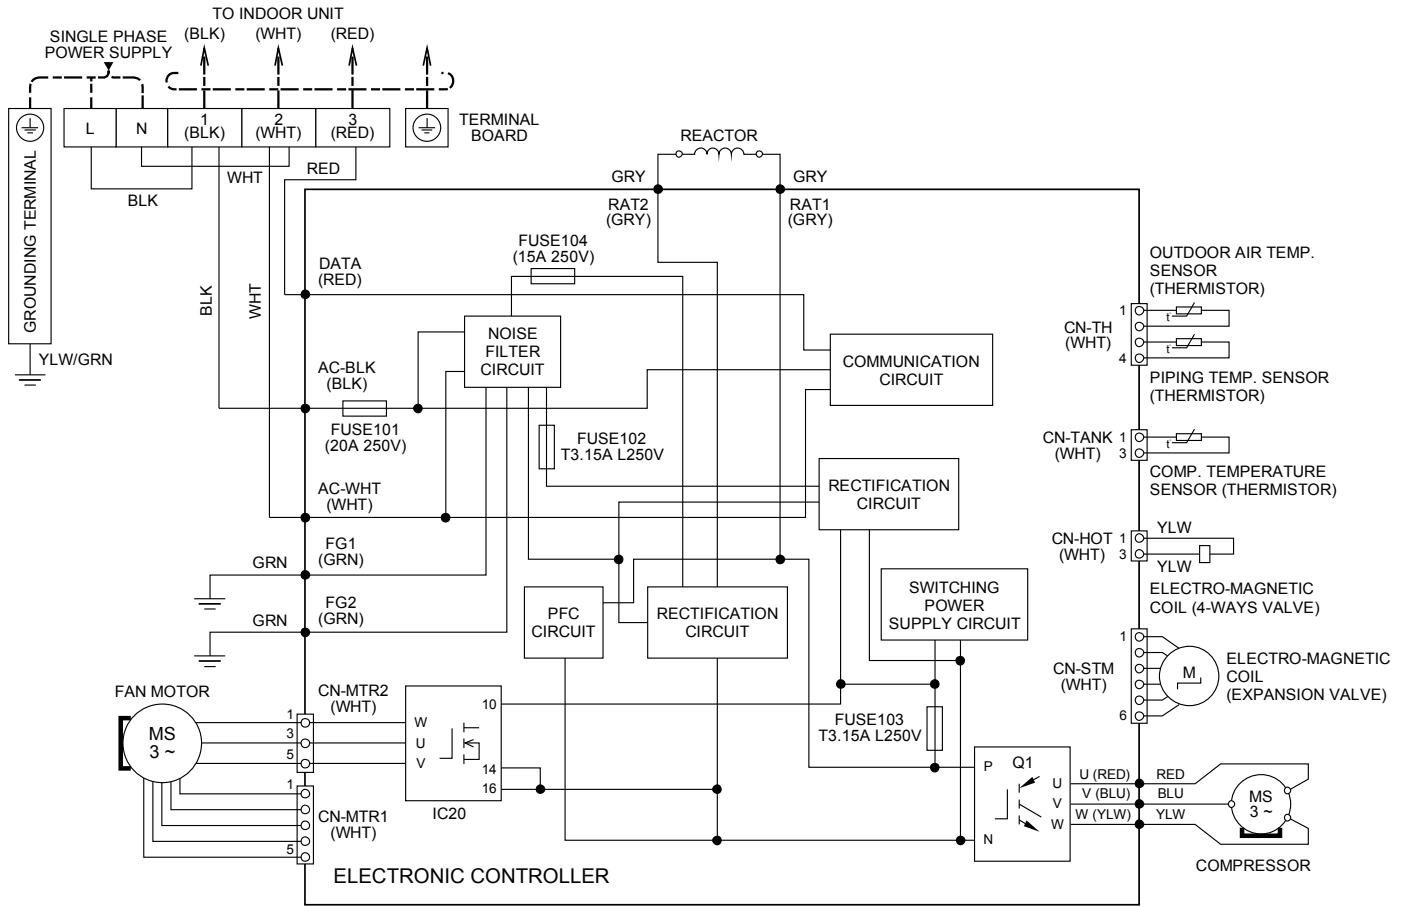 TO INDOOR UNIT
(BLK) (WHT) (RED)
SINGLE PHASE
POWER SUPPLY
L N 1 2 3
(BLK) (WHT) (RED)
TERMINAL
BOARD
GROUNDING TERMINAL
YLW/GRN
BLK
WHT
RED
BLK
WHT
REACTOR
GRY GRY
RAT2
(GRY)
RAT1
(GRY)
DATA
(RED)
FUSE104
(15A 250V)
NOISE
FILTER
CIRCUIT
AC-BLK
(BLK)
FUSE101
(20A 250V)
FUSE102
T3.15A L250V
COMMUNICATION
CIRCUIT
AC-WHT
(WHT)
RECTIFICATION
CIRCUIT
FG1
(GRN)
GRN
FG2
(GRN)
GRN
PFC
CIRCUIT
RECTIFICATION
CIRCUIT
SWITCHING
POWER
SUPPLY CIRCUIT
FUSE103
T3.15A L250V
OUTDOOR AIR TEMP.
SENSOR
(THERMISTOR)
CN-TH
(WHT)
1
4
t
t
PIPING TEMP. SENSOR
(THERMISTOR)
CN-TANK
(WHT)
1
3
t
COMP. TEMPERATURE
SENSOR (THERMISTOR)
CN-HOT
(WHT)
1
3
YLW
YLW
ELECTRO-MAGNETIC
COIL (4-WAYS VALVE)
CN-STM
(WHT)
1
6
M
ELECTRO-MAGNETIC
COIL
(EXPANSION VALVE)
FAN MOTOR
MS
3 ~
CN-MTR2
(WHT)
1
3
5
CN-MTR1
(WHT)
1
5
W
U
V
10
14
16
IC20
P
N
Q1
U
V
W
U (RED) RED
V (BLU) BLU
W (YLW) YLW
MS
3 ~
COMPRESSOR
ELECTRONIC CONTROLLER